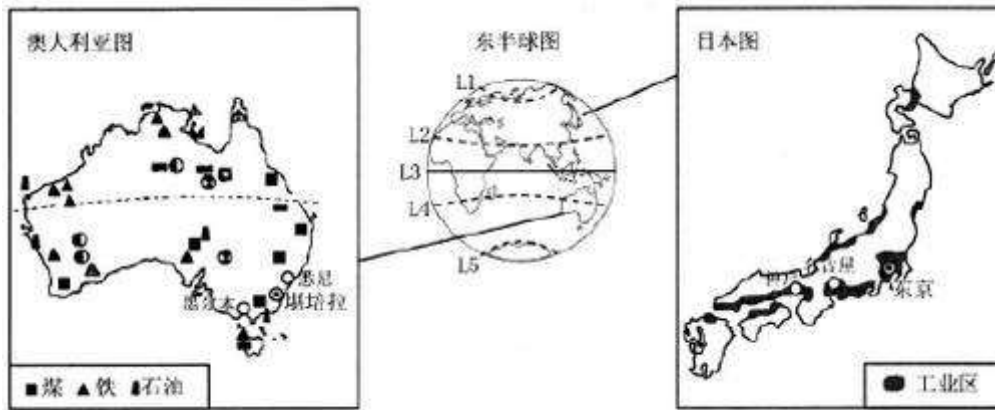 澳大利亚图
悉尼
墨尔本
堪培拉
■煤 ▲铁 石油
东半球图
L1
L2
L3
L4
L5
日本图
名古屋
东京
工业区